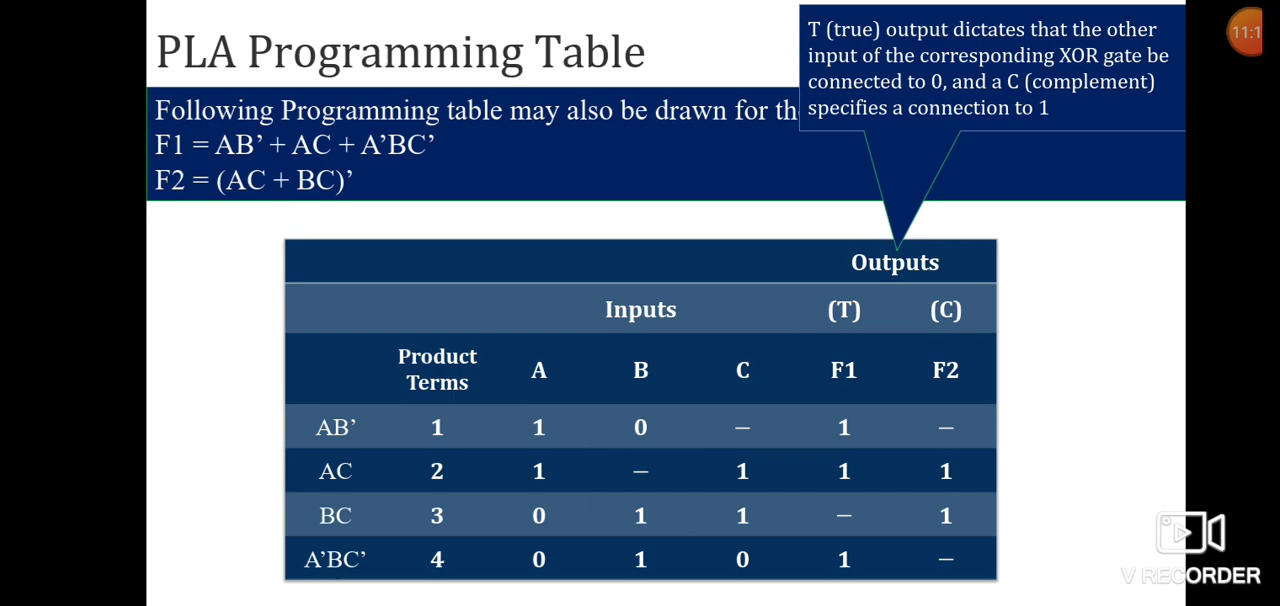 PLA Programming Table
T (true) output dictates that the other
input of the corresponding XOR gate be
connected to 0, and a C (complement)
specifies a connection to 1
11:1
Following Programming table may also be drawn for
F1 = AB’ + AC + A’BC’
F2 = (AC + BC)’
Outputs
Inputs (T) (C)
Product Terms A B C F1 F2
AB’ 1 1 0 – 1 –
AC 2 1 – 1 1 1
BC 3 0 1 1 – 1
A’BC’ 4 0 1 0 1 –
V RECORDER